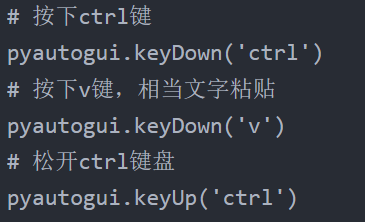 # 按下ctrl键
pyautogui.keyDown('ctrl')
# 按下v键，相当文字粘贴
pyautogui.keyDown('v')
# 松开ctrl键盘
pyautogui.keyUp('ctrl')